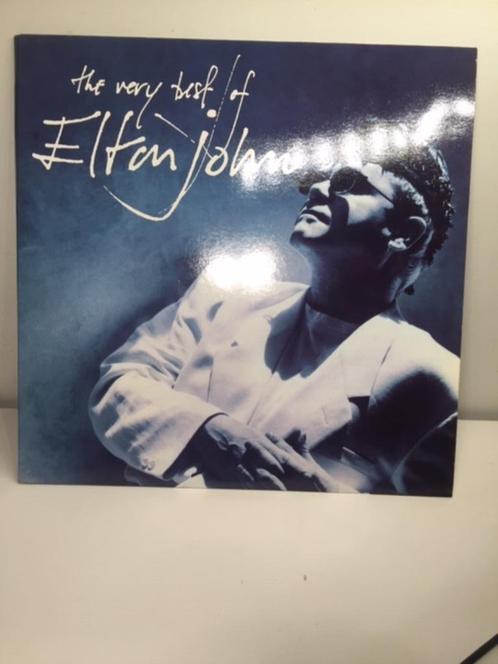 the very best of
Elton John